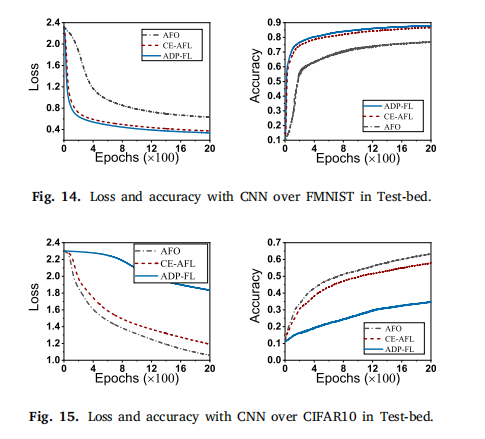 2.4
2.0
1.6
1.2
0.8
0.4
Loss
AFO
CE-AFL
ADP-FL
0 4 8 12 16 20
Epochs (×100)
0.9
0.8
0.7
0.6
0.5
0.4
0.3
0.2
0.1
Accuracy
ADP-FL
CE-AFL
AFO
0 4 8 12 16 20
Epochs (×100)
Fig. 14. Loss and accuracy with CNN over FMNIST in Test-bed.
2.4
2.2
2.0
1.8
1.6
1.4
1.2
1.0
Loss
AFO
CE-AFL
ADP-FL
0 4 8 12 16 20
Epochs (×100)
0.7
0.6
0.5
0.4
0.3
0.2
0.1
0.0
Accuracy
AFO
CE-AFL
ADP-FL
0 4 8 12 16 20
Epochs (×100)
Fig. 15. Loss and accuracy with CNN over CIFAR10 in Test-bed.